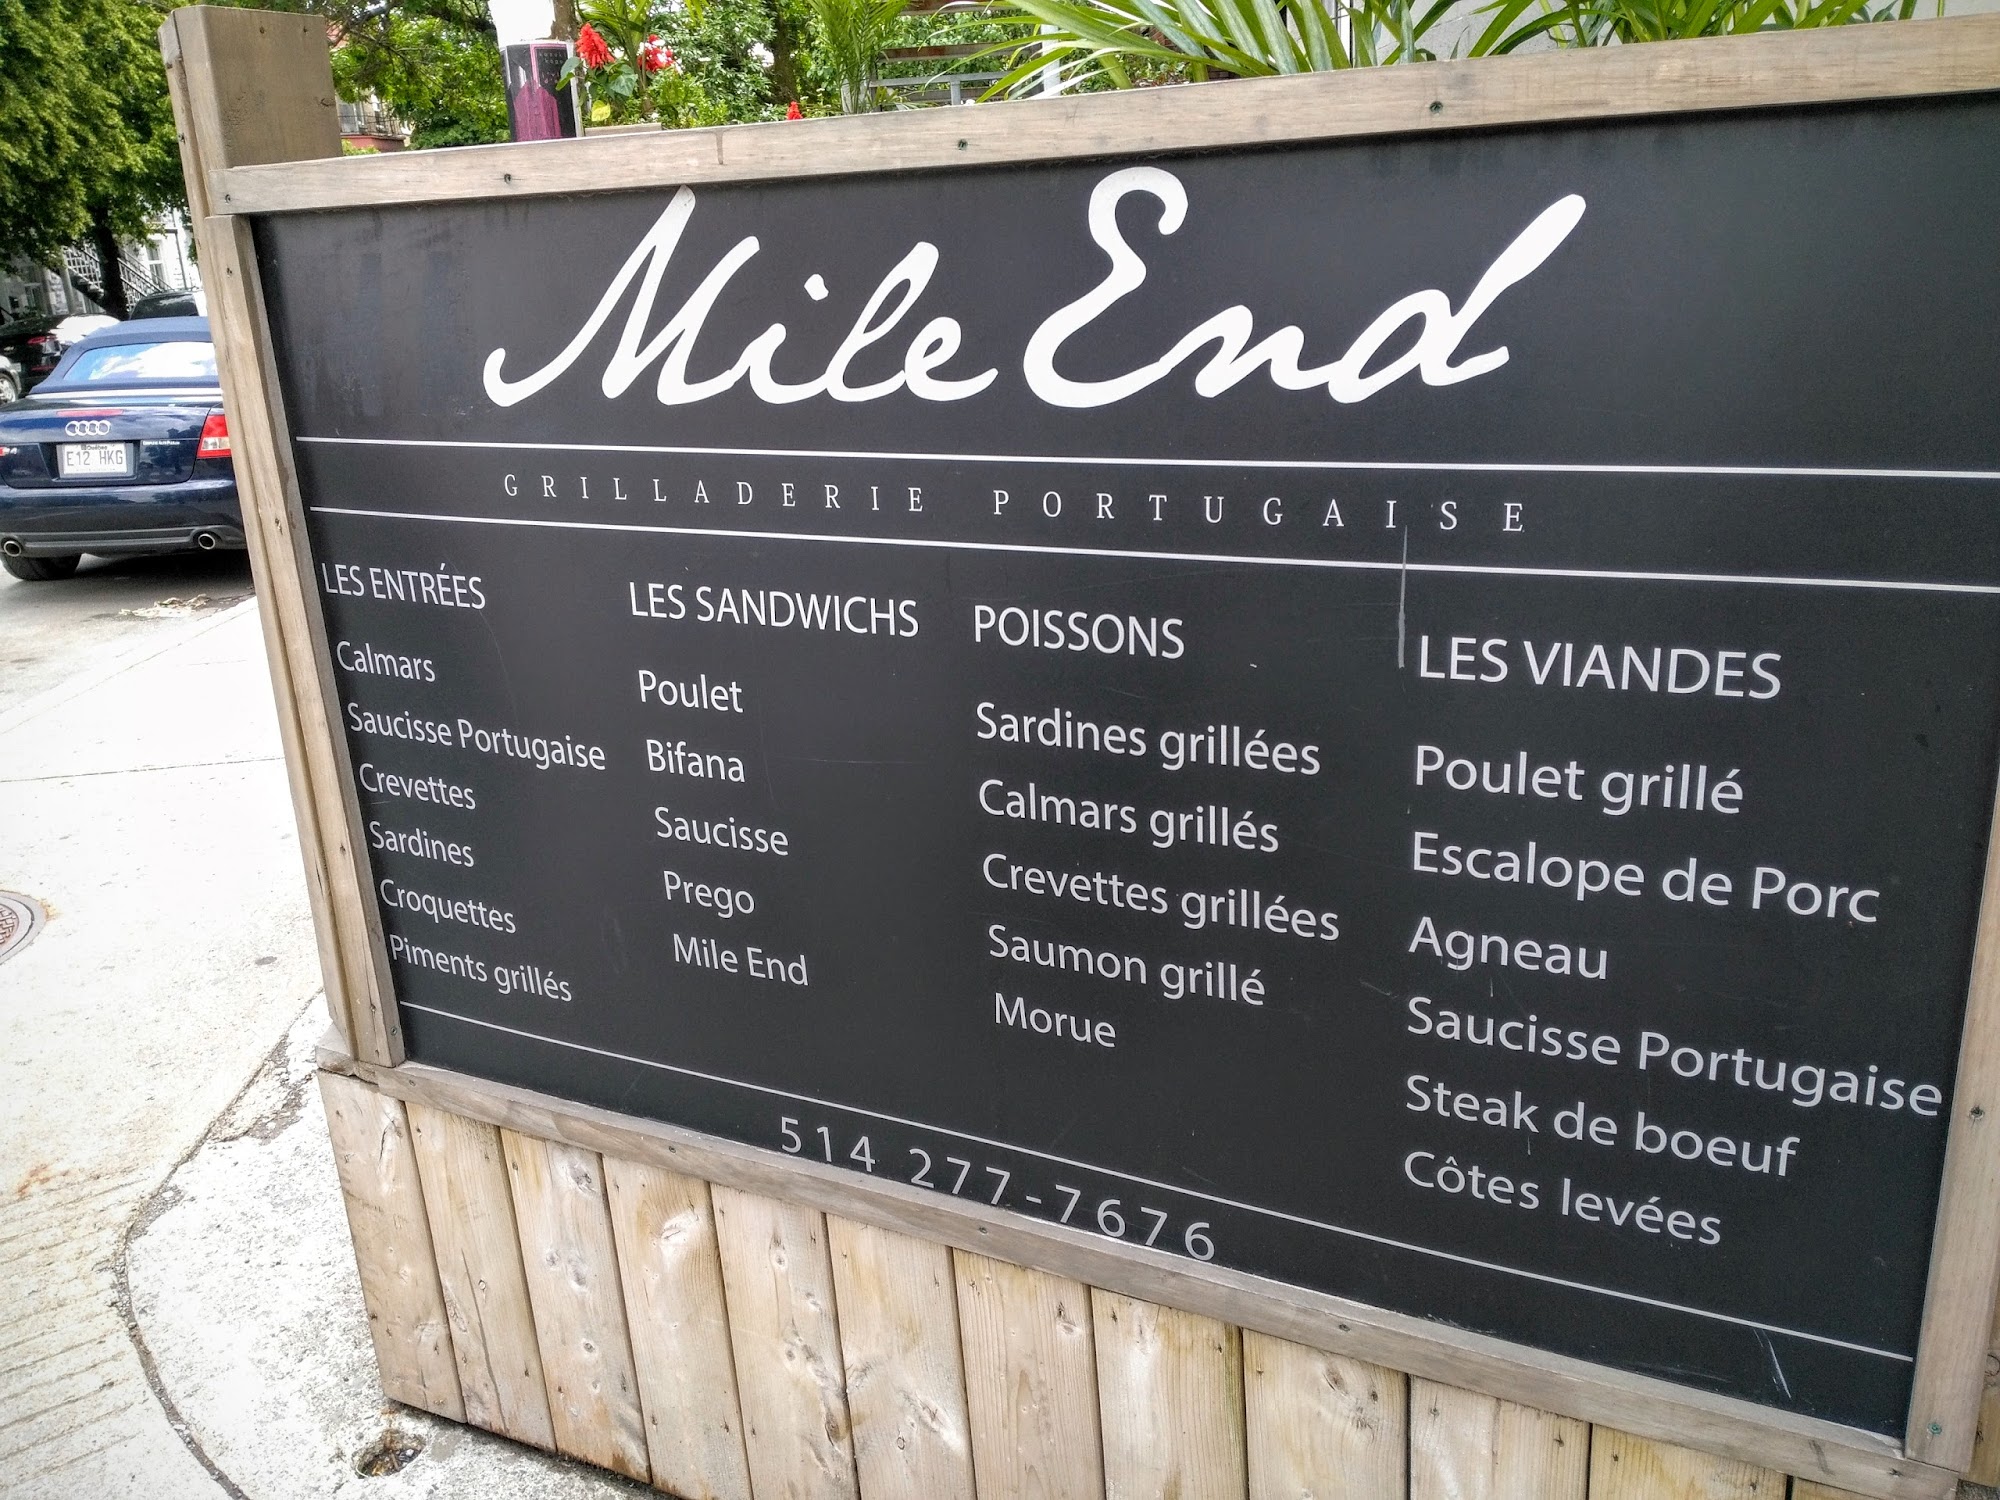 Mile End
GRILLADERIE PORTUGAISE
LES ENTRÉES
Calmars
Saucisse Portugaise
Crevettes
Sardines
Croquettes
Piments grillés
LES SANDWICHS
Poulet
Bifana
Saucisse
Prego
Mile End
POISSONS
Sardines grillées
Calmars grillés
Crevettes grillées
Saumon grillé
Morue
LES VIANDES
Poulet grillé
Escalope de Porc
Agneau
Saucisse Portugaise
Steak de boeuf
Côtes levées
514 277-7676
Québec
E12 HKG